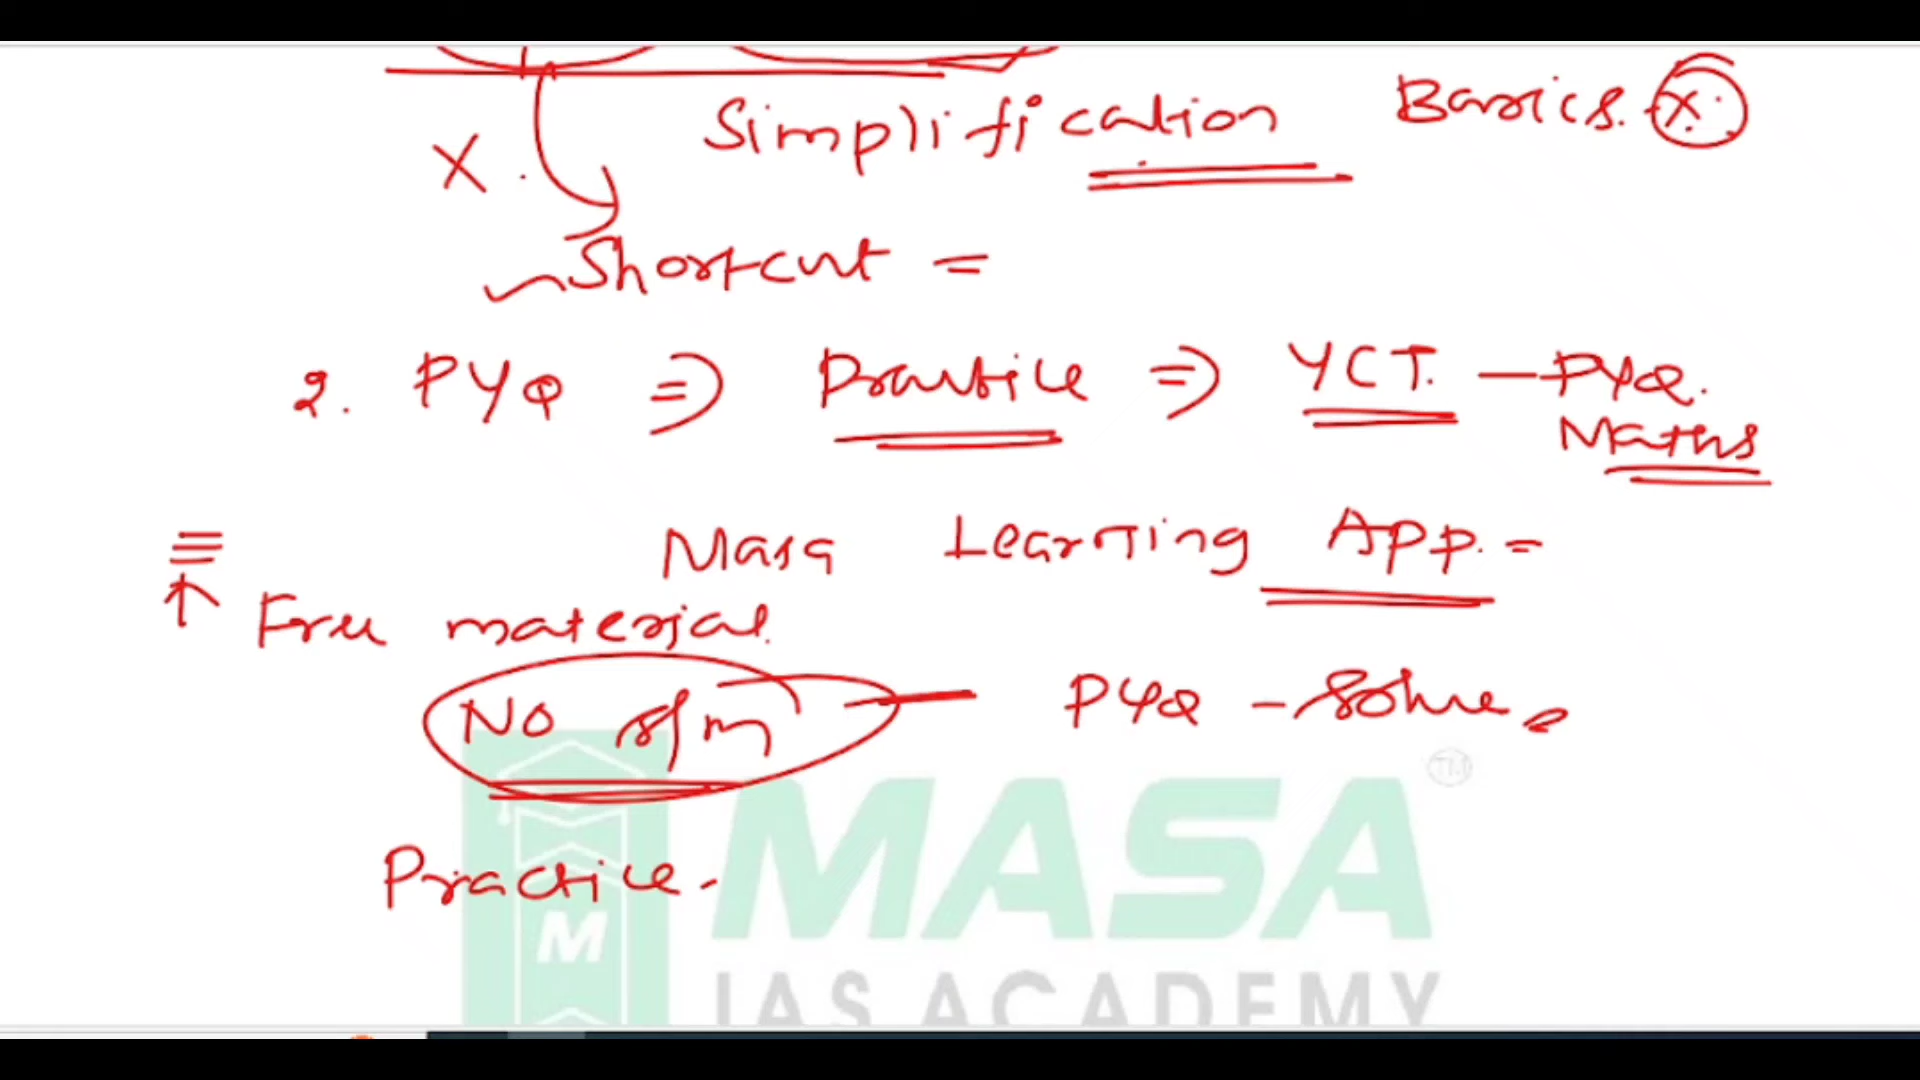 Simplification Basics. X.
X.
Shortcut =
2. PYQ => Practice => YCT. - PYQ.
Maths
Masa Learning App. =
Free material.
No s/m - PYQ - Solve
TM
Practice.
MASA
M
IAS ACADEMY